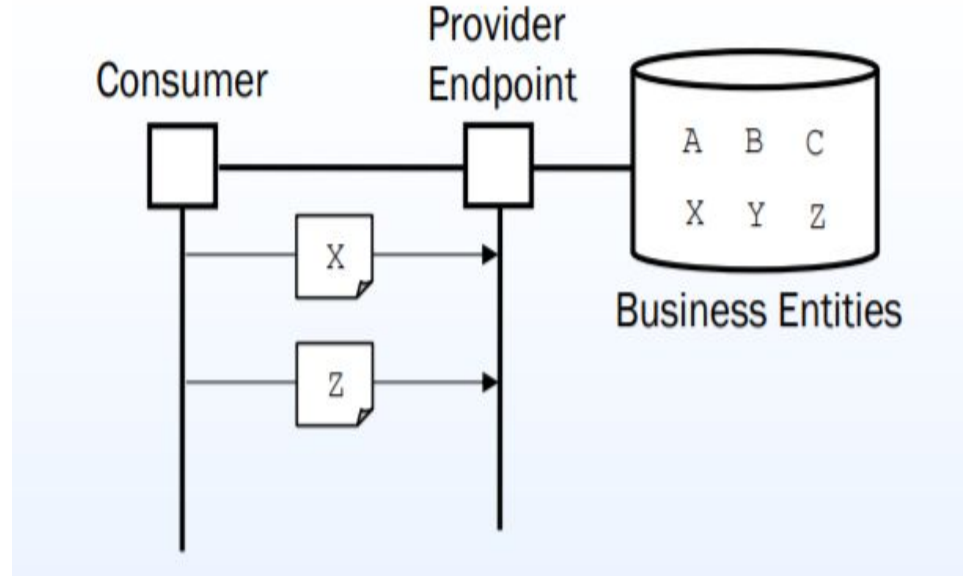 Provider
Endpoint
Consumer
A B C
X Y Z
Business Entities
X
Z